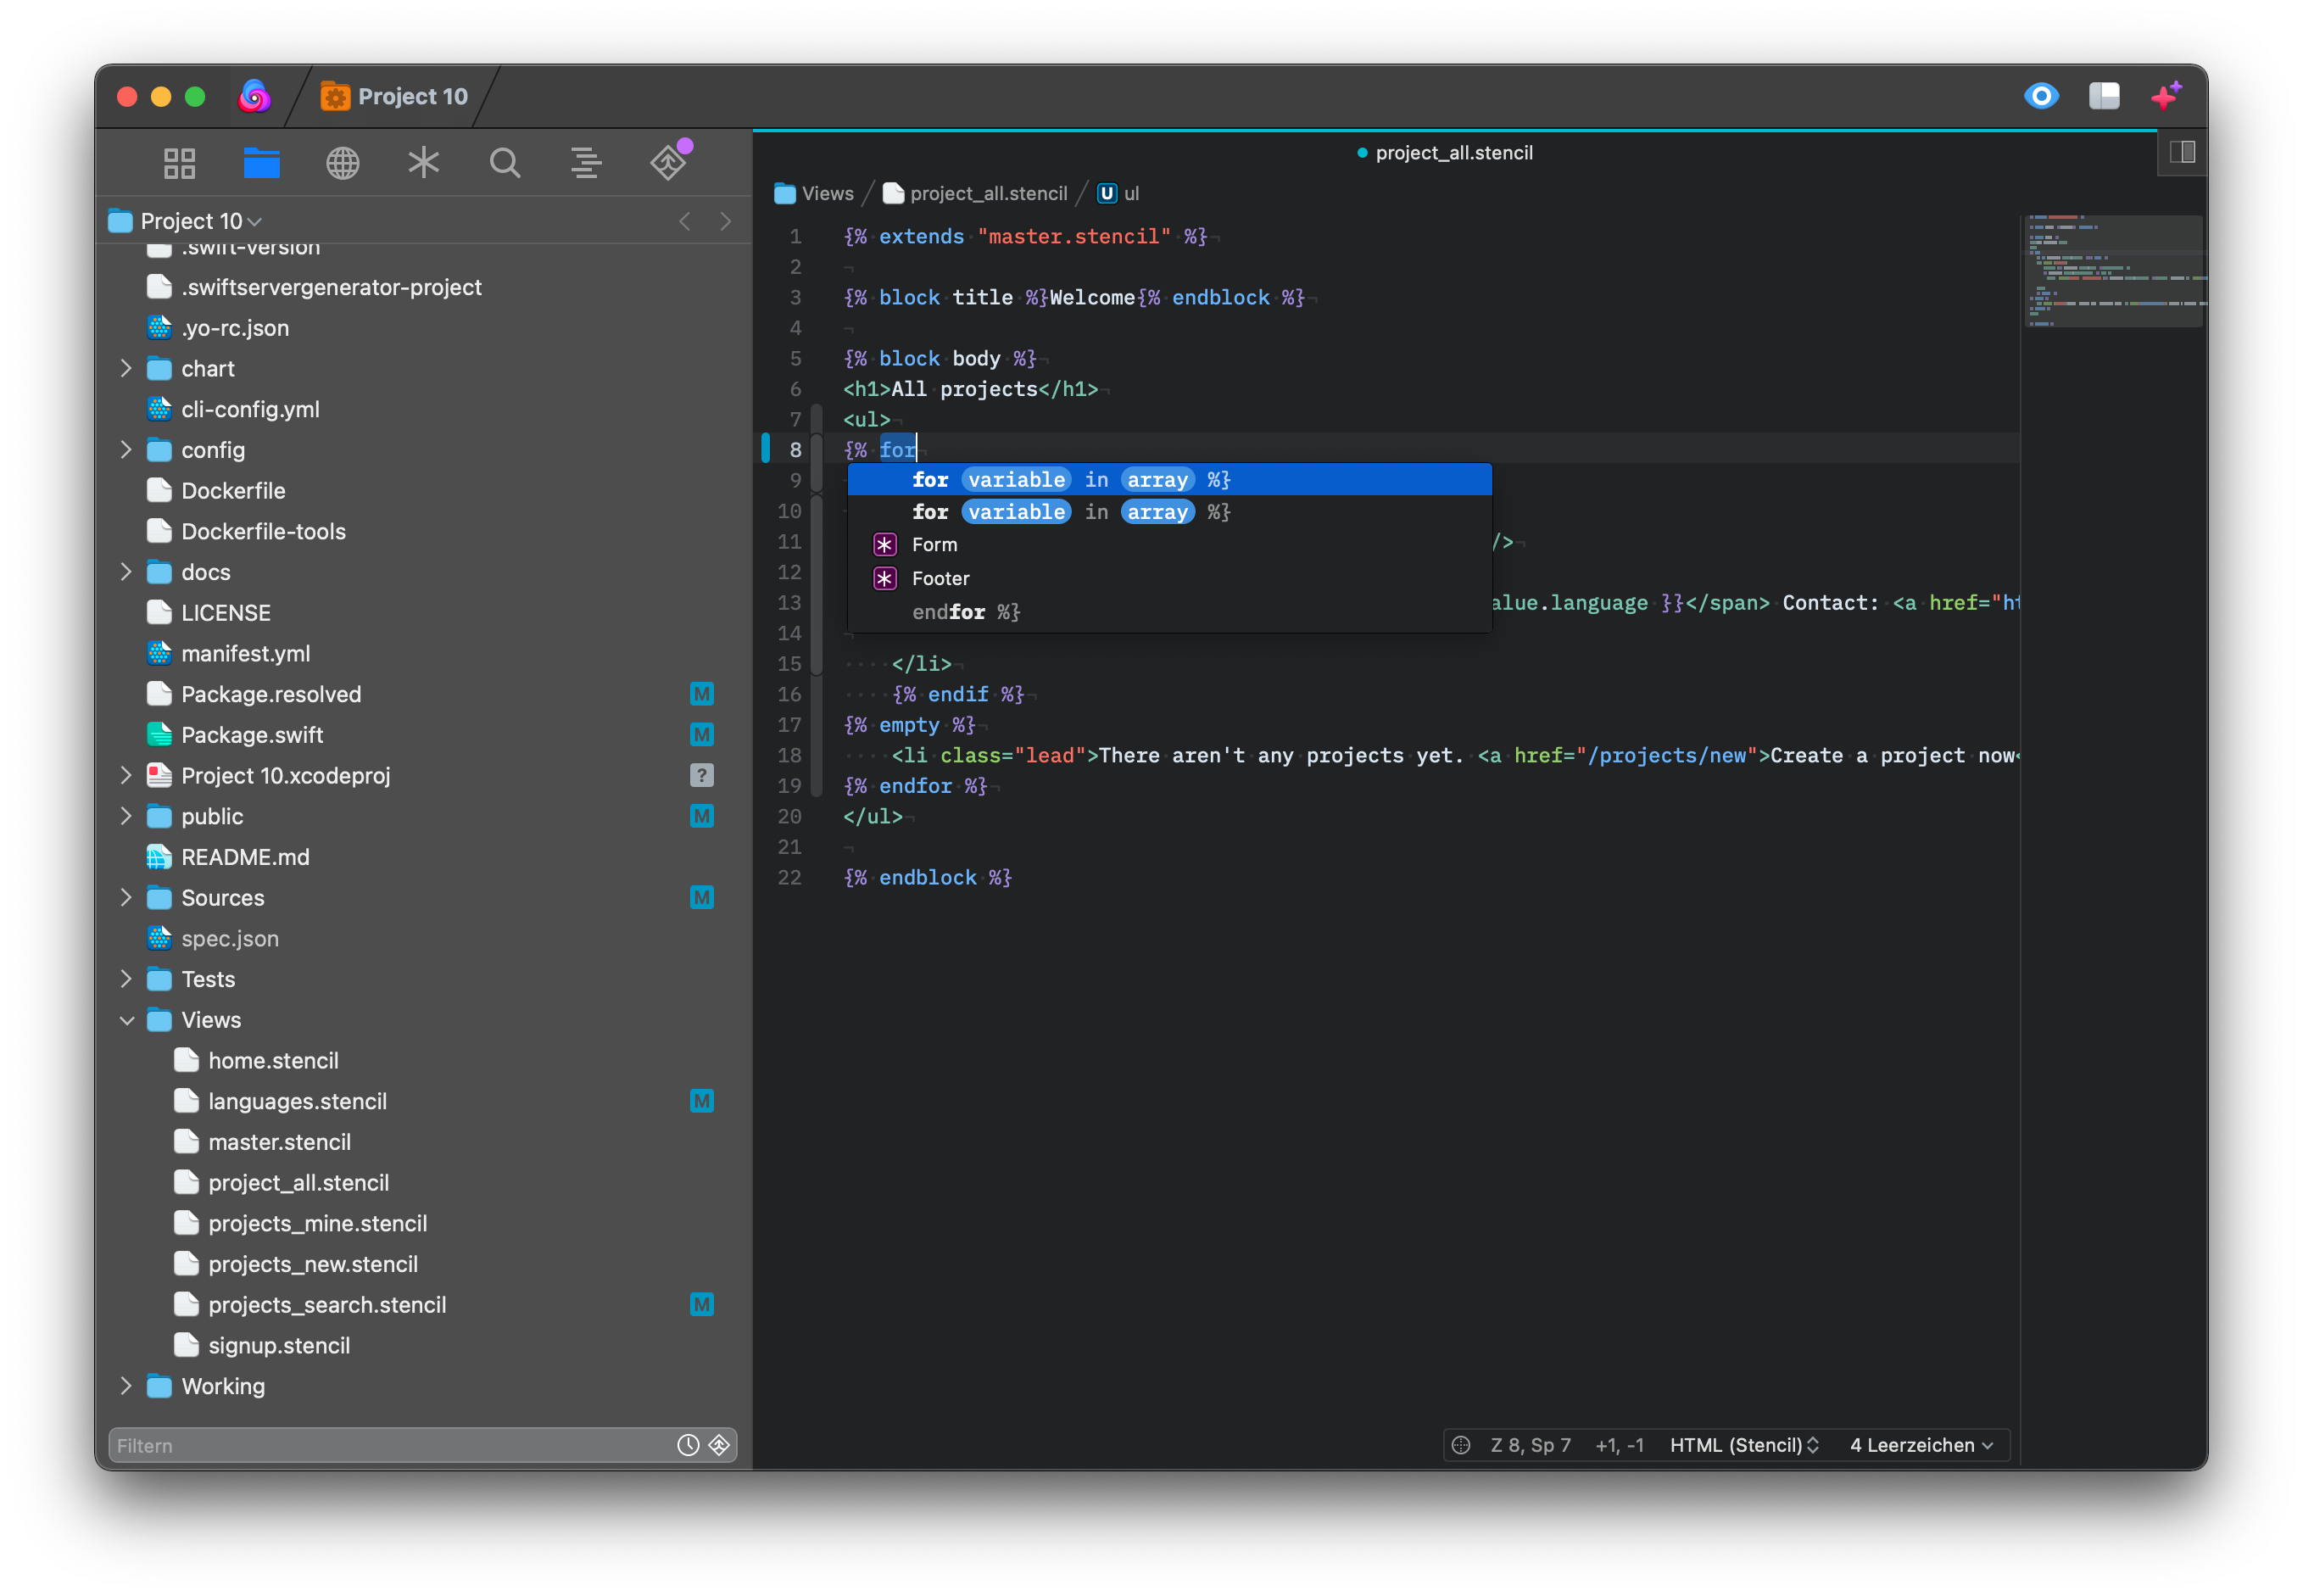 Project 10
Project 10
.swift-version
.swiftservergenerator-project
.yo-rc.json
chart
cli-config.yml
config
Dockerfile
Dockerfile-tools
docs
LICENSE
manifest.yml
Package.resolved M
Package.swift M
Project 10.xcodeproj ?
public M
README.md
Sources M
spec.json
Tests
Views
home.stencil
languages.stencil M
master.stencil
project_all.stencil
projects_mine.stencil
projects_new.stencil
projects_search.stencil M
signup.stencil
Working
Filtern
project_all.stencil
Views project_all.stencil U ul
1 {% extends "master.stencil" %}
2
3 {% block title %}Welcome{% endblock %}
4
5 {% block body %}
6 <h1>All projects</h1>
7 <ul>
8 {% for
9 for variable in array %}
10 for variable in array %}
Form
11 />
12 Footer
13 alue.language }}</span> Contact: <a href="ht
endfor %}
14
15 </li>
16 {% endif %}
17 {% empty %}
18 <li class="lead">There aren't any projects yet. <a href="/projects/new">Create a project now<
19 {% endfor %}
20 </ul>
21
22 {% endblock %}
Z 8, Sp 7 +1, -1 HTML (Stencil) 4 Leerzeichen